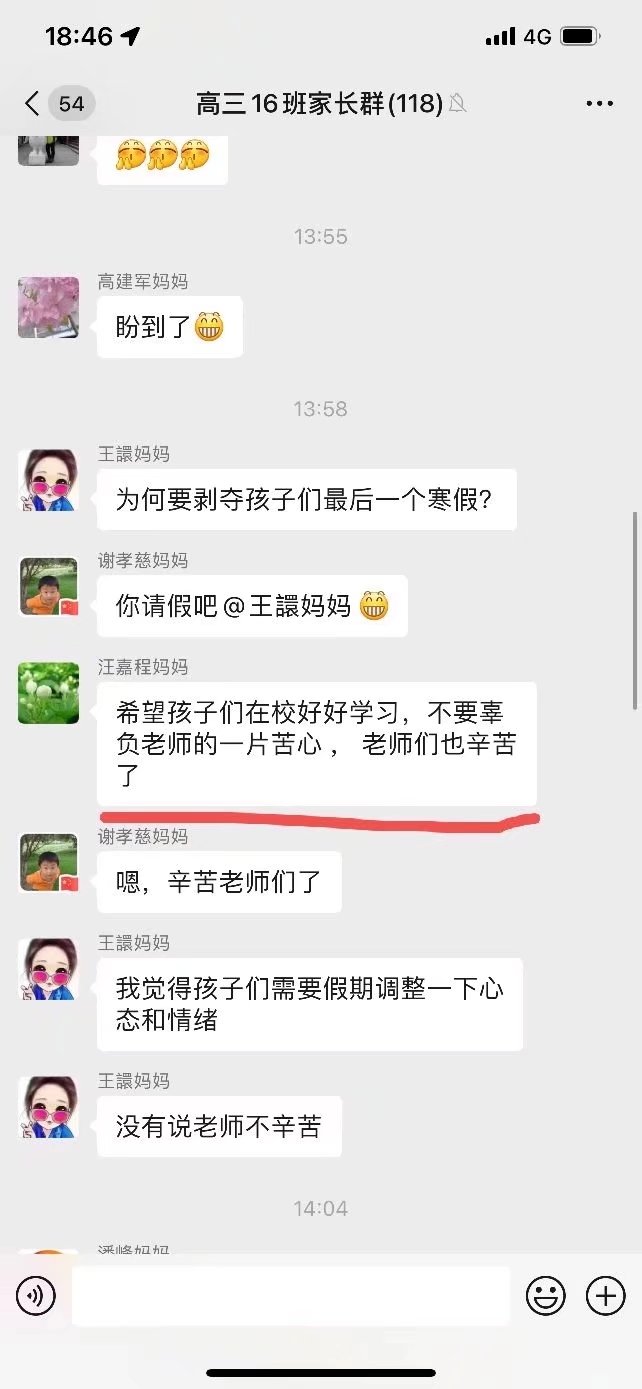 18:46
4G
54
高三16班家长群(118)
13:55
高建军妈妈
盼到了😁
13:58
王譞妈妈
为何要剥夺孩子们最后一个寒假?
谢孝慈妈妈
你请假吧@王譞妈妈😁
汪嘉程妈妈
希望孩子们在校好好学习，不要辜
负老师的一片苦心， 老师们也辛苦
了
谢孝慈妈妈
嗯，辛苦老师们了
王譞妈妈
我觉得孩子们需要假期调整一下心
态和情绪
王譞妈妈
没有说老师不辛苦
14:04
潘峰妈妈